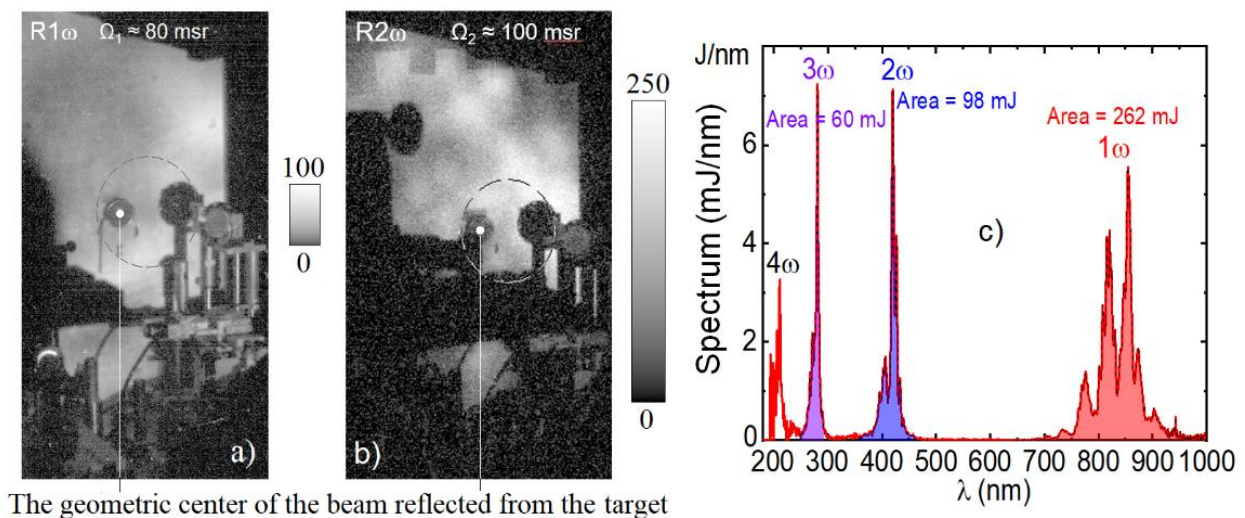 R1ω Ω₁ ≈ 80 msr
100
0
a)
R2ω Ω₂ ≈ 100 msr
250
0
b)
The geometric center of the beam reflected from the target
J/nm
3ω
2ω
Area = 60 mJ
Area = 98 mJ
Area = 262 mJ
1ω
c)
4ω
Spectrum (mJ/nm)
6
4
2
0
200 300 400 500 600 700 800 900 1000
λ (nm)